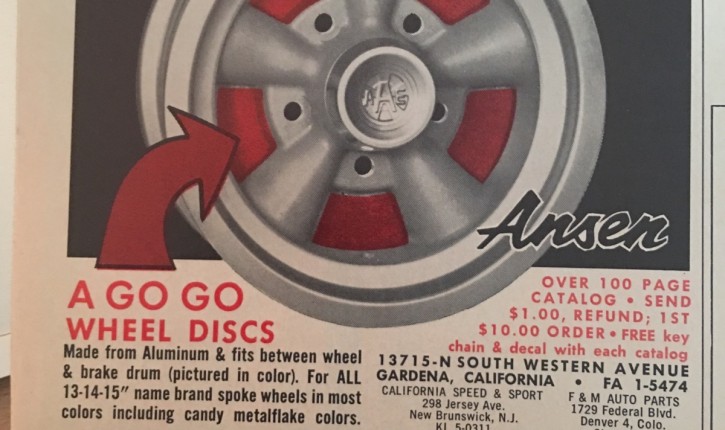 Ansen
A GO GO
WHEEL DISCS
Made from Aluminum & fits between wheel
& brake drum (pictured in color). For ALL
13-14-15" name brand spoke wheels in most
colors including candy metalflake colors.
OVER 100 PAGE
CATALOG • SEND
$1.00, REFUND; 1ST
$10.00 ORDER • FREE key
chain & decal with each catalog
13715-N SOUTH WESTERN AVENUE
GARDENA, CALIFORNIA • FA 1-5474
CALIFORNIA SPEED & SPORT
298 Jersey Ave.
New Brunswick, N.J.
KI 5-0311
F & M AUTO PARTS
1729 Federal Blvd.
Denver 4, Colo.